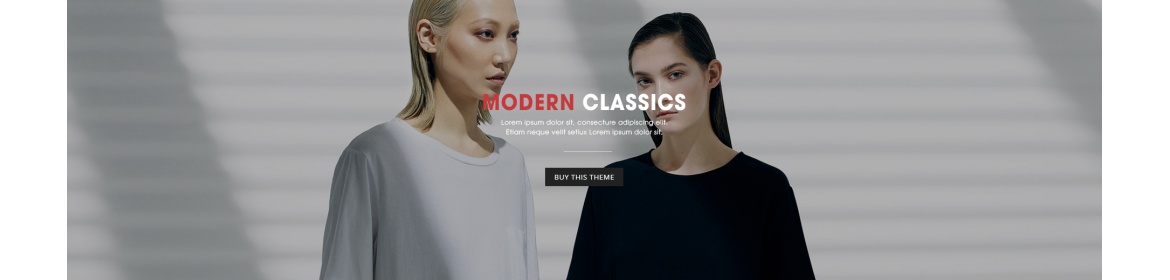 MODERN CLASSICS
Lorem ipsum dolor sit, consecture adipiscing elit.
Etiam neque velit setlux Lorem ipsum dolor sit.
BUY THIS THEME